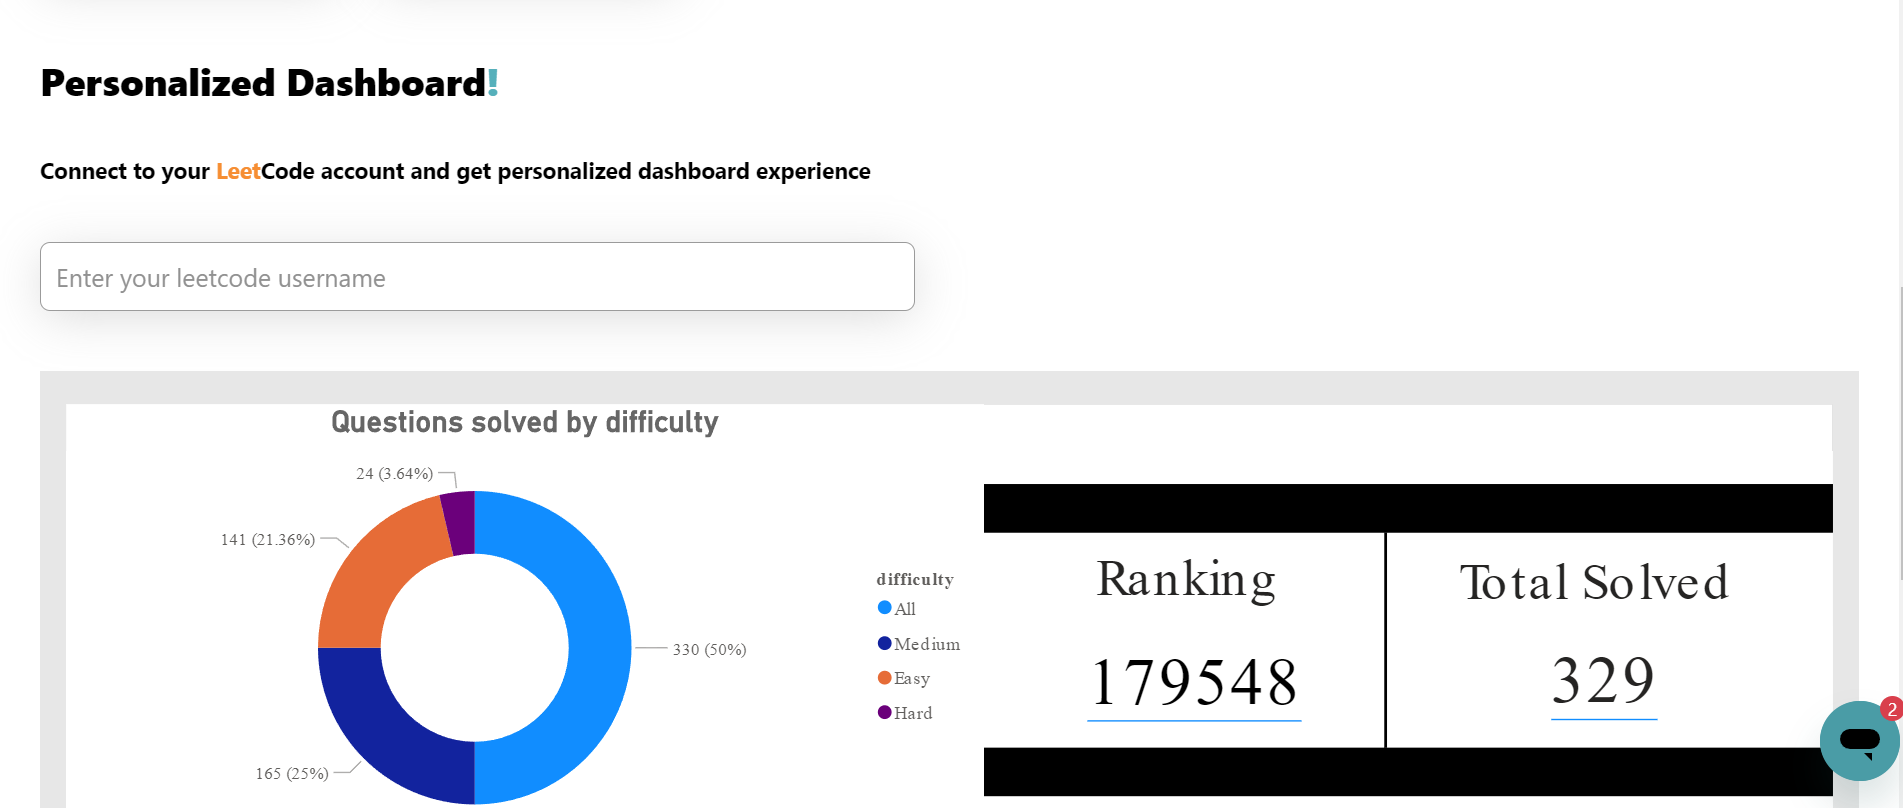 Personalized Dashboard!
Connect to your LeetCode account and get personalized dashboard experience
Enter your leetcode username
Questions solved by difficulty
24 (3.64%)
141 (21.36%)
330 (50%)
165 (25%)
difficulty
All
Medium
Easy
Hard
Ranking
179548
Total Solved
329
2